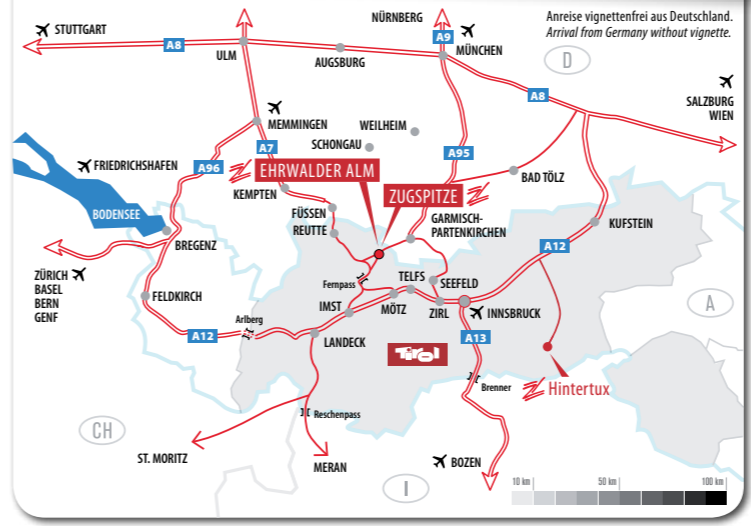 NÜRNBERG
Anreise vignettenfrei aus Deutschland.
Arrival from Germany without vignette.
STUTTGART
A8
ULM
AUGSBURG
A9
MÜNCHEN
D
A8
SALZBURG
WIEN
MEMMINGEN
WEILHEIM
SCHONGAU
A7
A95
A96
FRIEDRICHSHAFEN
EHRWALDER ALM
BAD TÖLZ
KEMPTEN
ZUGSPITZE
BODENSEE
FÜSSEN
REUTTE
GARMISCH-
PARTENKIRCHEN
KUFSTEIN
BREGENZ
A12
ZÜRICH
BASEL
BERN
GENF
Fernpass
TELFS
SEEFELD
FELDKIRCH
IMST
MÖTZ
ZIRL
INNSBRUCK
A
Arlberg
A12
LANDECK
A13
Tirol
Brenner
Hintertux
Reschenpass
CH
ST. MORITZ
MERAN
BOZEN
I
10 km
50 km
100 km